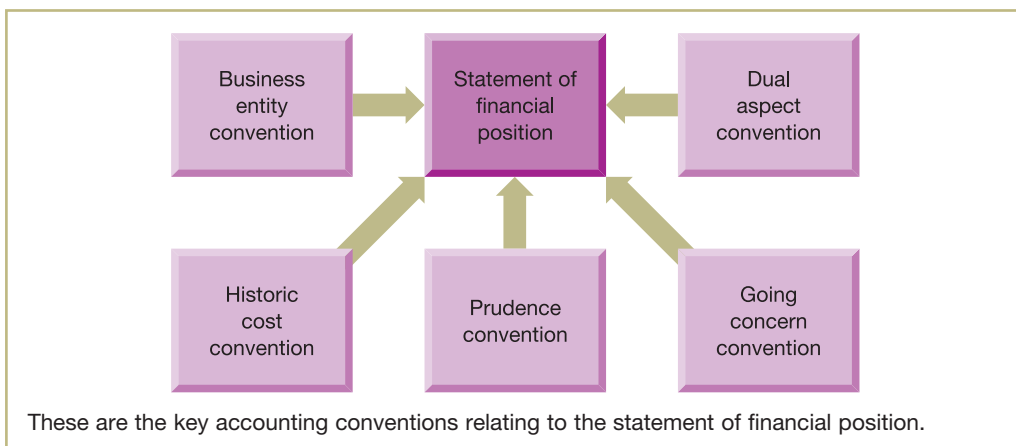 Business
entity
convention
Statement of
financial
position
Dual
aspect
convention
Historic
cost
convention
Prudence
convention
Going
concern
convention
These are the key accounting conventions relating to the statement of financial position.